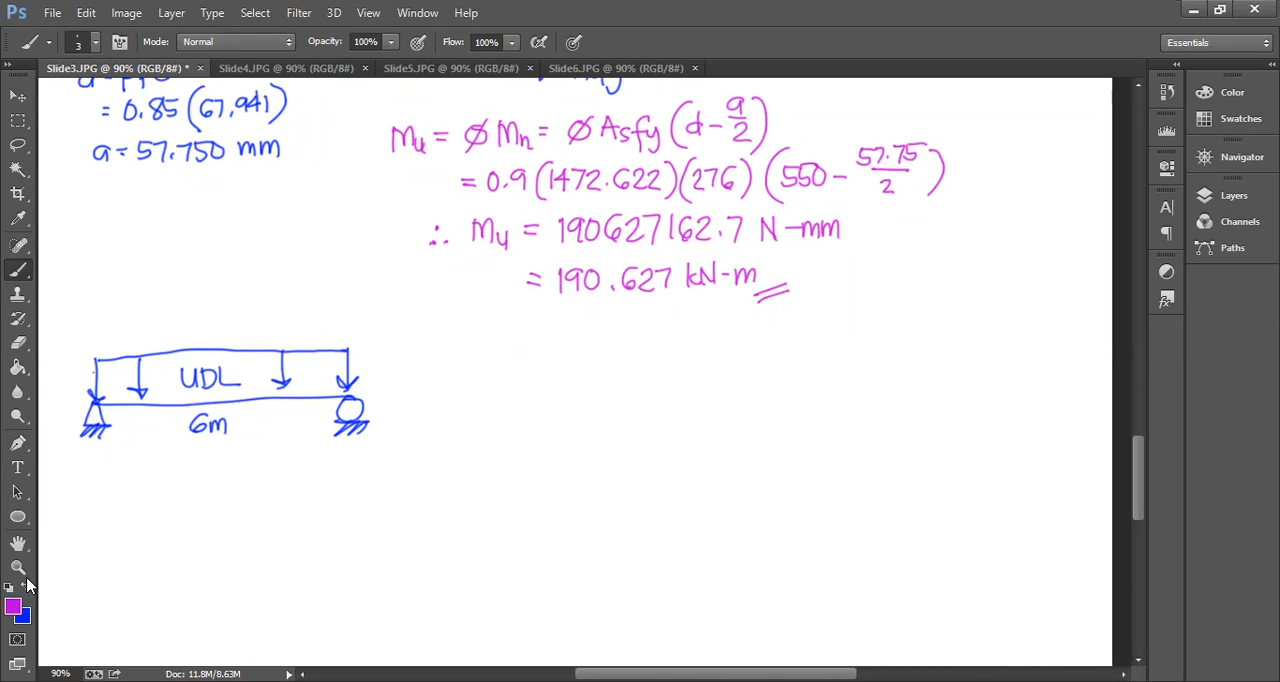 Ps File Edit Image Layer Type Select Filter 3D View Window Help
3 Mode: Normal Opacity: 100% Flow: 100% Essentials
Slide3.JPG @ 90% (RGB/8#) * × Slide4.JPG @ 90% (RGB/8#) × Slide5.JPG @ 90% (RGB/8#) × Slide6.JPG @ 90% (RGB/8#) ×
= 0.85(67.941)
a = 57.750 mm
Mu = ∅Mn = ∅Asfy(d - a/2)
= 0.9(1472.622)(276)(550 - 57.75/2)
∴ Mu = 190627162.7 N-mm
= 190.627 kN-m
UDL
6m
Color
Swatches
Navigator
Layers
Channels
Paths
90% Doc: 11.8M/8.63M